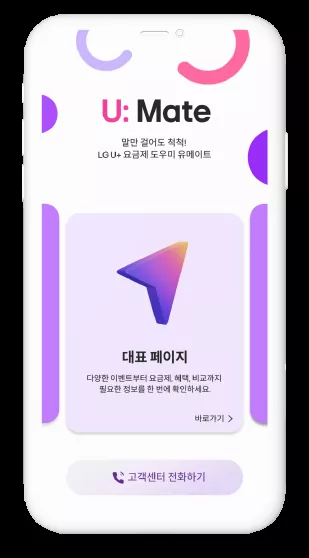 U: Mate
말만 걸어도 척척!
LG U+ 요금제 도우미 유메이트
대표 페이지
다양한 이벤트부터 요금제, 혜택, 비교까지
필요한 정보를 한 번에 확인하세요.
바로가기 >
고객센터 전화하기